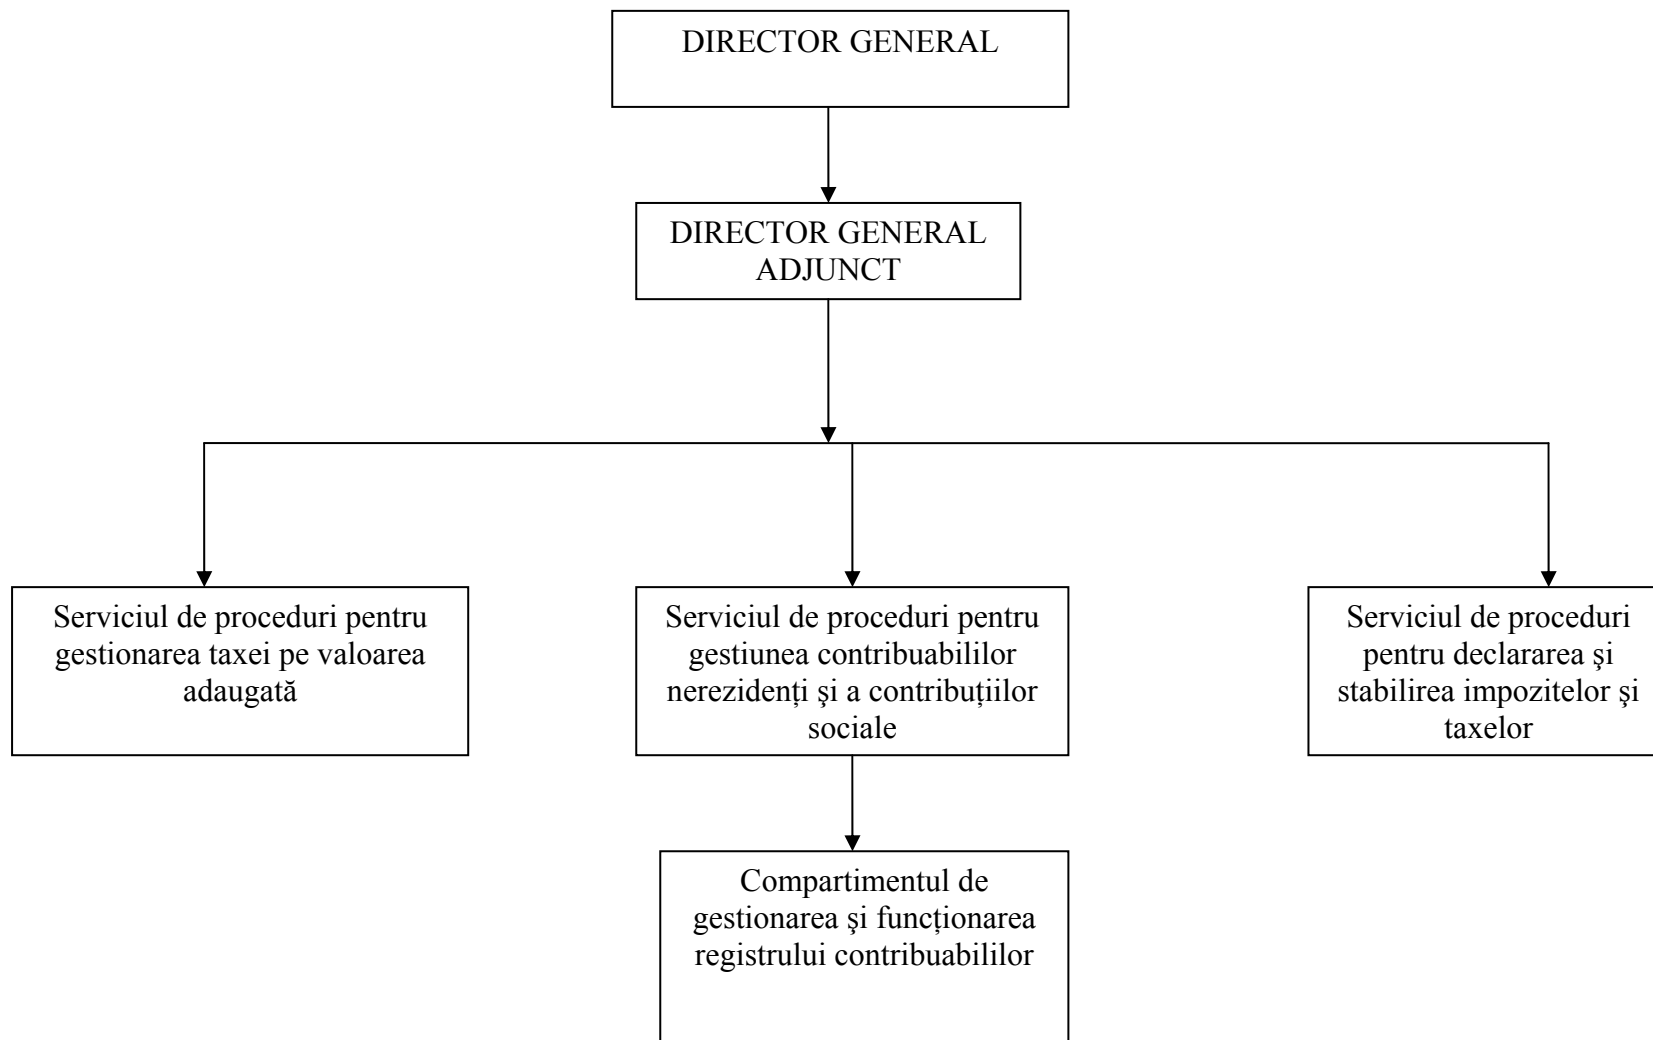 DIRECTOR GENERAL
DIRECTOR GENERAL
ADJUNCT
Serviciul de proceduri pentru
gestionarea taxei pe valoarea
adaugată
Serviciul de proceduri pentru
gestiunea contribuabililor
nerezidenți şi a contribuțiilor
sociale
Serviciul de proceduri
pentru declararea şi
stabilirea impozitelor şi
taxelor
Compartimentul de
gestionarea şi funcționarea
registrului contribuabililor